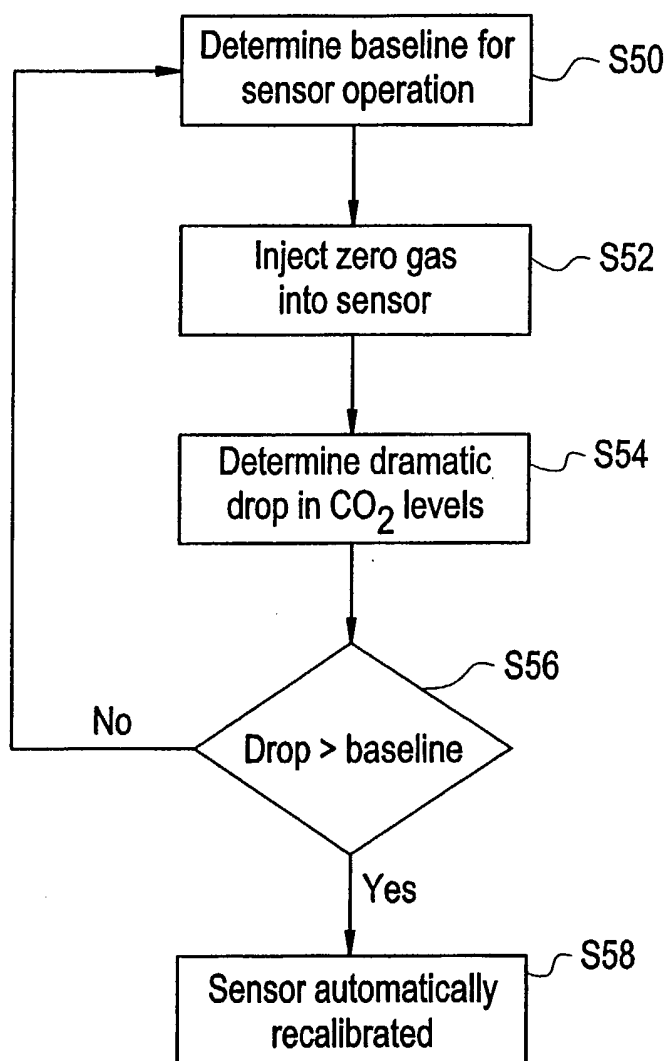 Determine baseline for
sensor operation
S50
Inject zero gas
into sensor
S52
Determine dramatic
drop in CO2 levels
S54
S56
No
Drop > baseline
Yes
Sensor automatically
recalibrated
S58